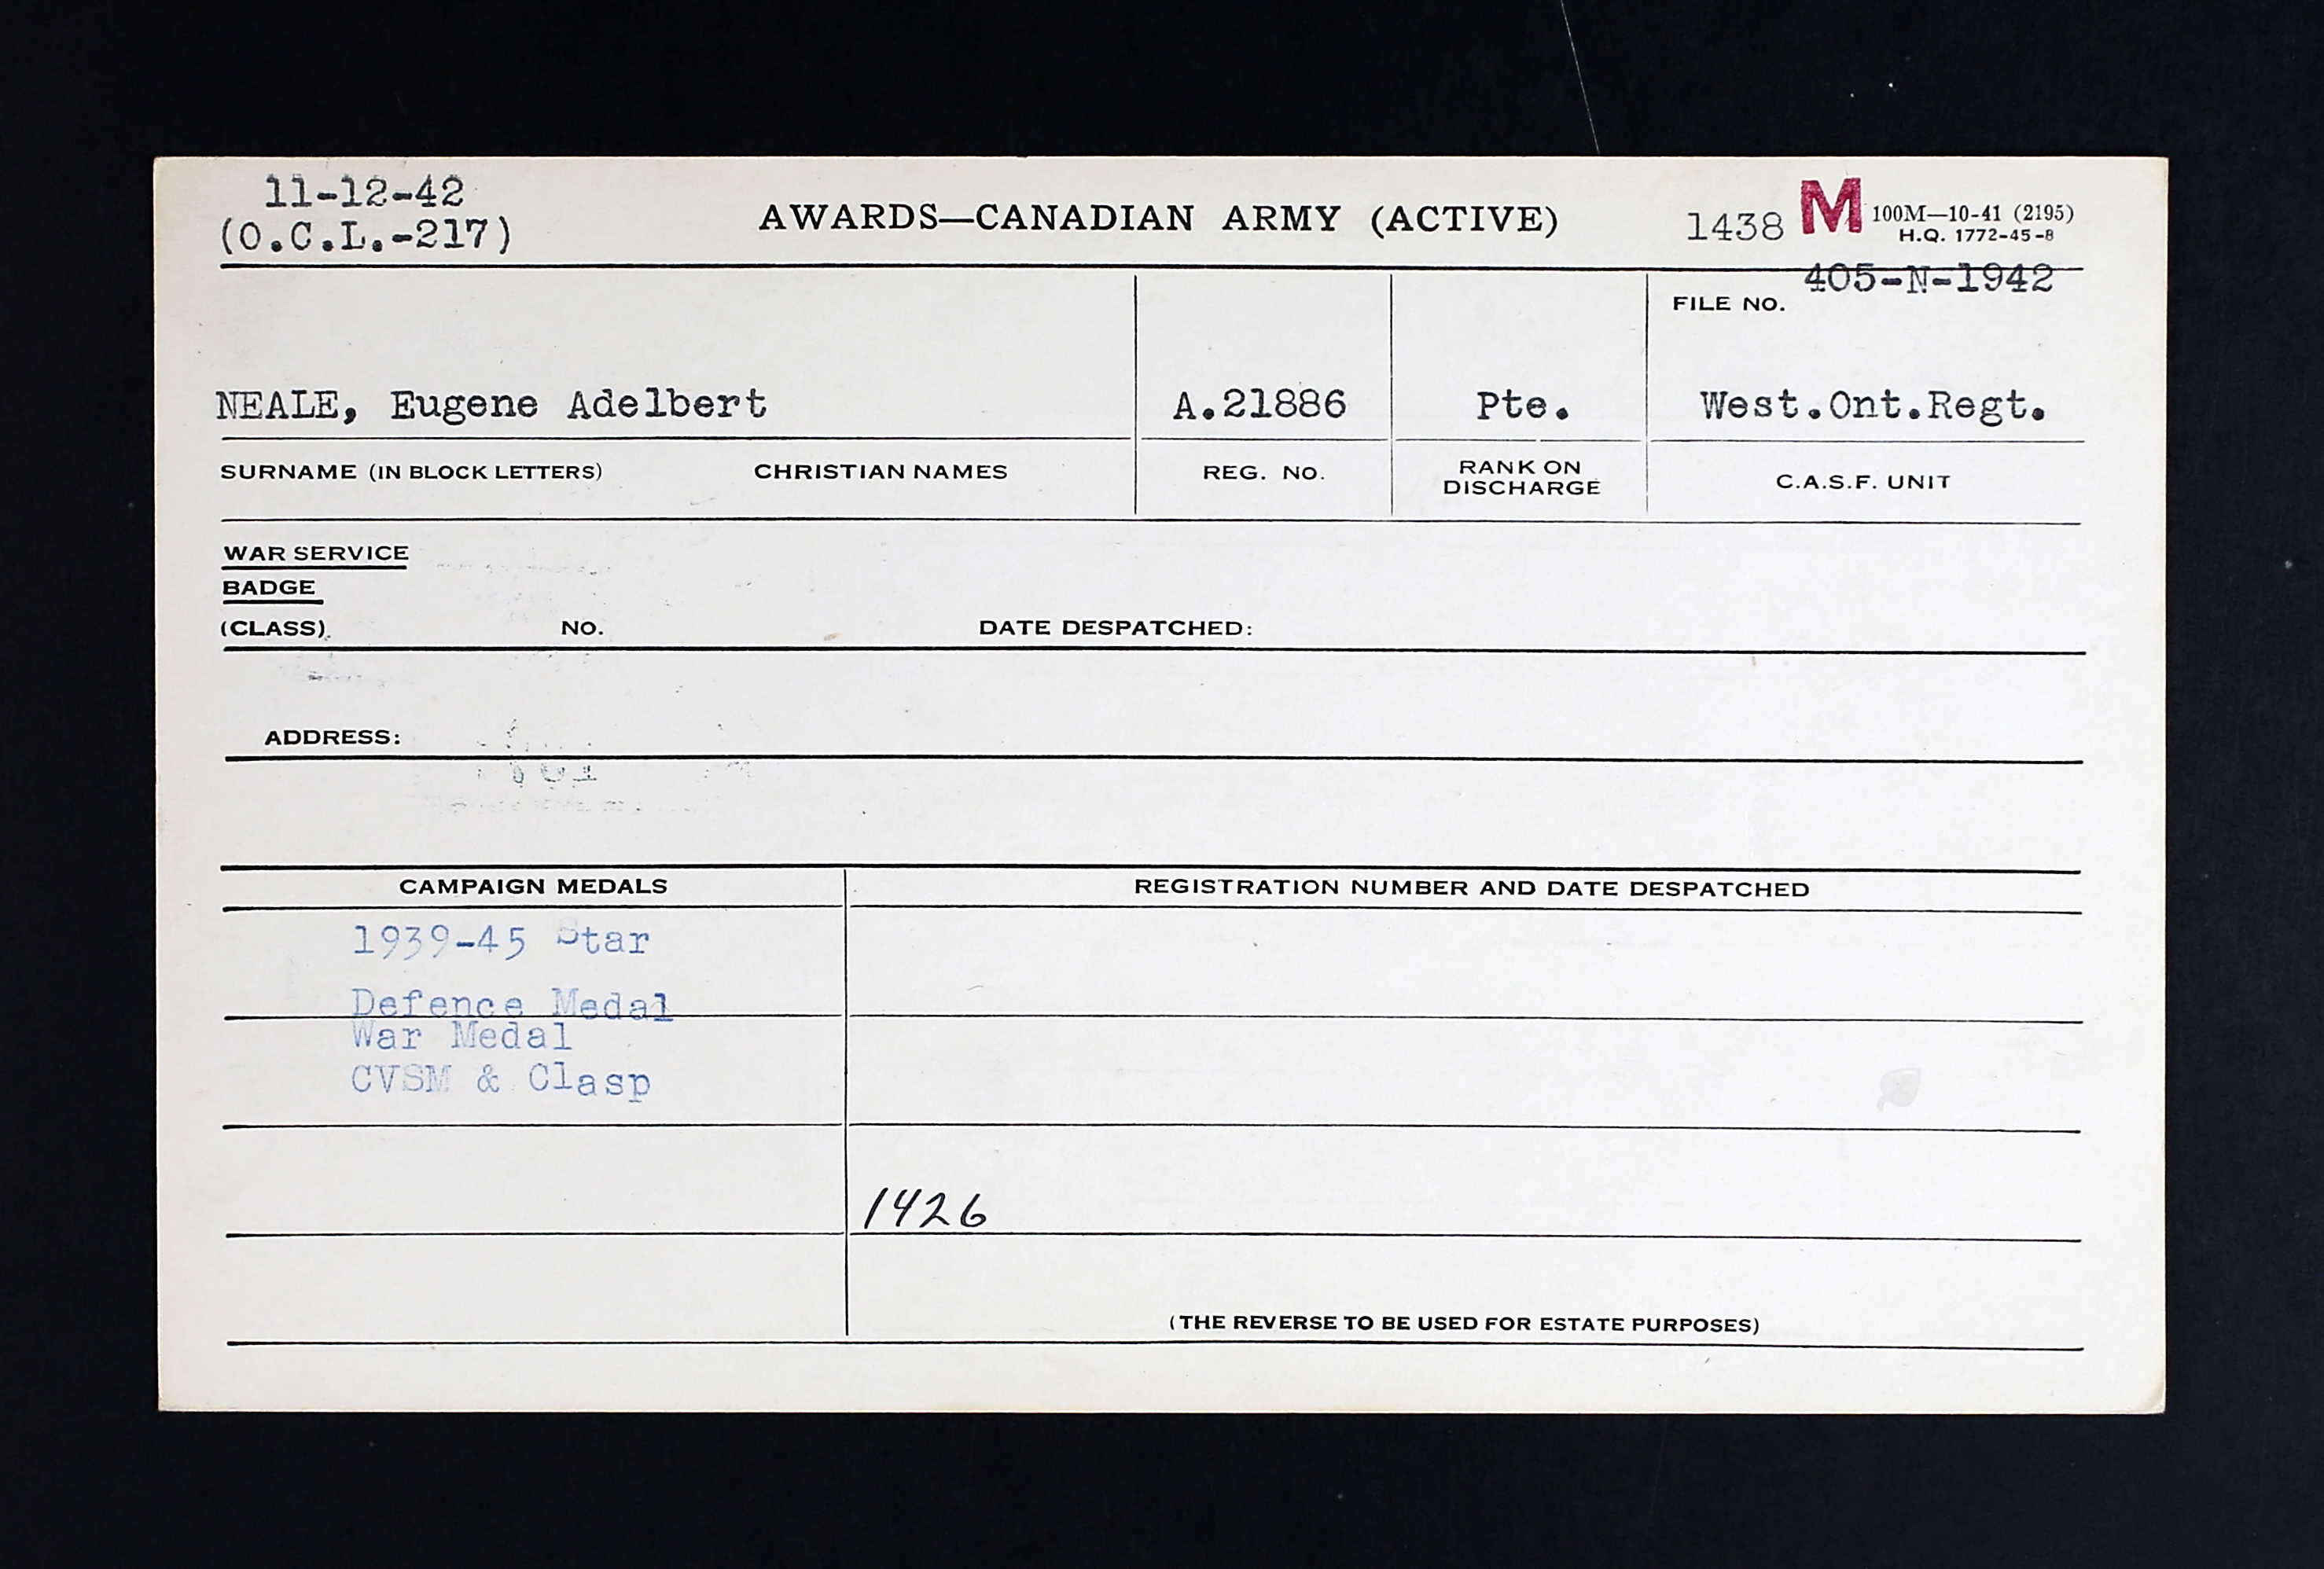 11-12-42
(O.C.L.-217)
AWARDS—CANADIAN ARMY (ACTIVE)
1438 M 100M—10-41 (2195)
H.Q. 1772-45-8
FILE NO. 405-N-1942
NEALE, Eugene Adelbert A.21886 Pte. West.Ont.Regt.
SURNAME (IN BLOCK LETTERS) CHRISTIAN NAMES REG. NO. RANK ON DISCHARGE C.A.S.F. UNIT
WAR SERVICE
BADGE
(CLASS) NO. DATE DESPATCHED:
ADDRESS:
CAMPAIGN MEDALS REGISTRATION NUMBER AND DATE DESPATCHED
1939-45 Star
Defence Medal
War Medal
CVSM & Clasp
1426
(THE REVERSE TO BE USED FOR ESTATE PURPOSES)